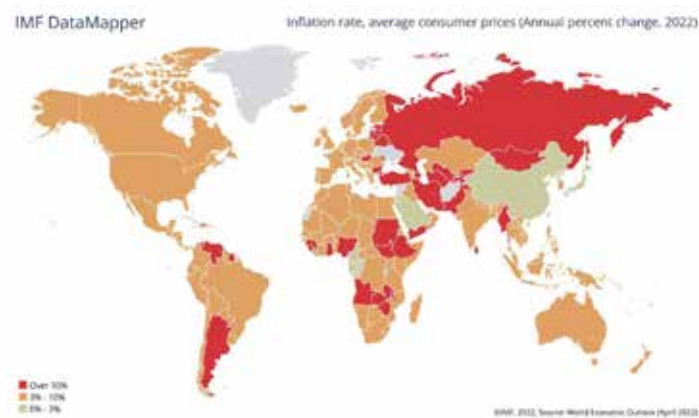 IMF DataMapper
Inflation rate, average consumer prices (Annual percent change, 2022)
Over 10%
3% - 10%
0% - 3%
©IMF, 2022, Source: World Economic Outlook (April 2022)